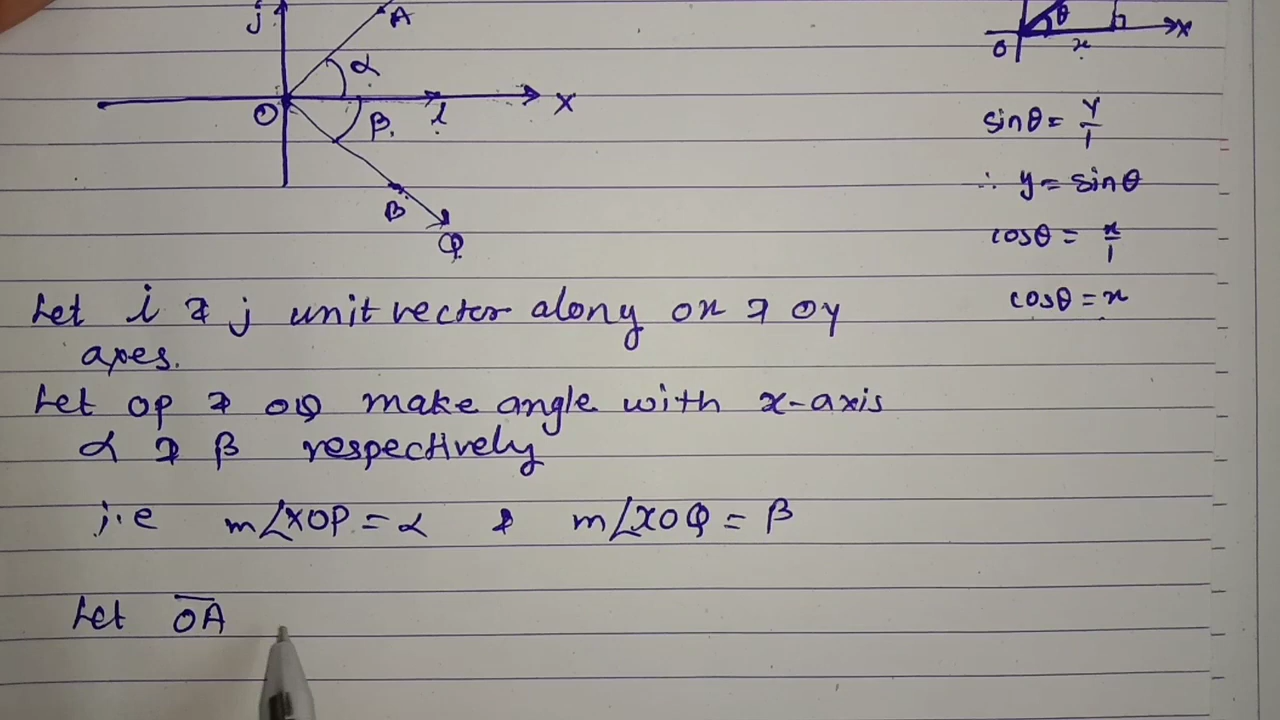 j
A
α
O
i
X
β
B
Q
θ
O
x
X
sinθ = Y/1
∴ y = sinθ
cosθ = x/1
cosθ = x
Let i & j unit vector along ox & oy
axes.
Let OP & OQ make angle with x-axis
α & β respectively
i.e m∠XOP = α & m∠XOQ = β
Let O̅A̅